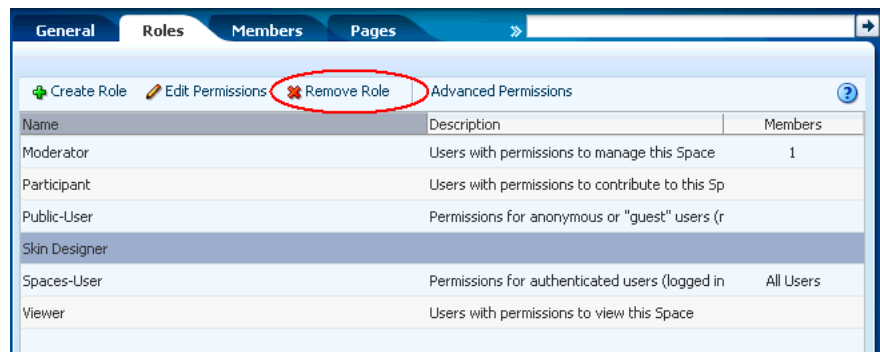 General Roles Members Pages »
Create Role Edit Permissions Remove Role Advanced Permissions ?
Name Description Members
Moderator Users with permissions to manage this Space 1
Participant Users with permissions to contribute to this Sp
Public-User Permissions for anonymous or "guest" users (r
Skin Designer
Spaces-User Permissions for authenticated users (logged in All Users
Viewer Users with permissions to view this Space